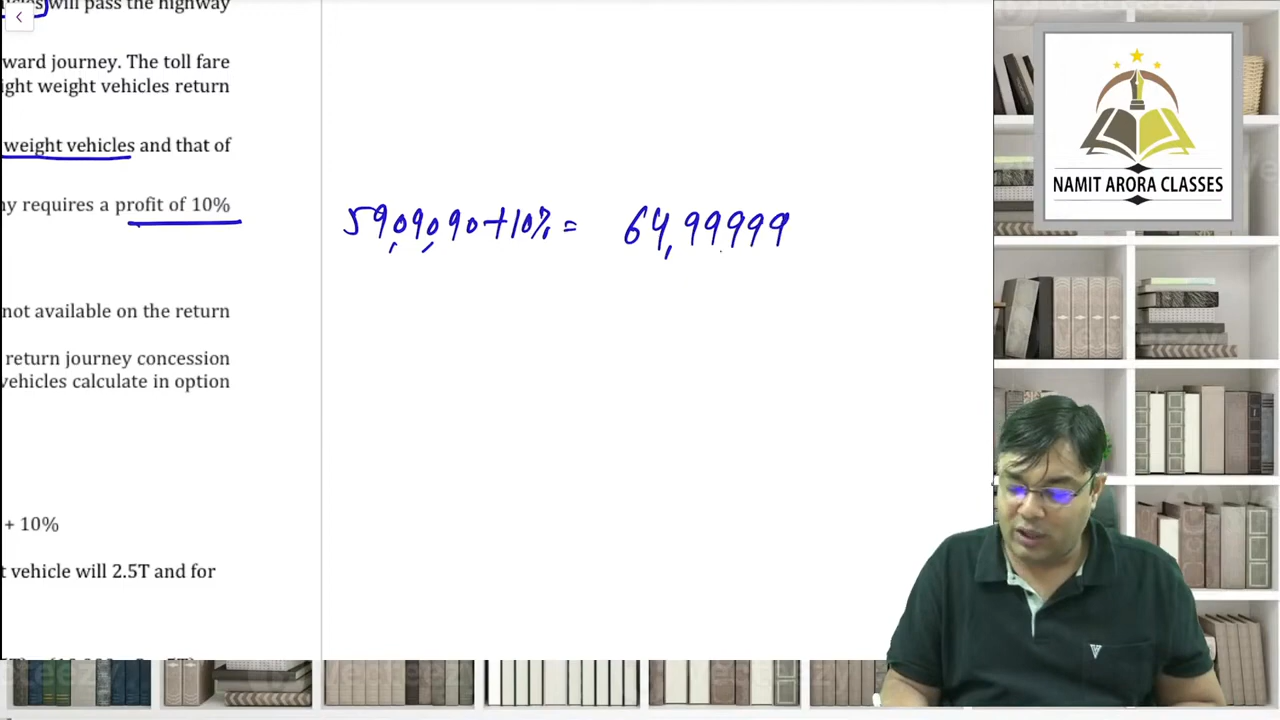 will pass the highway
ward journey. The toll fare
ight weight vehicles return
weight vehicles and that of
ny requires a profit of 10%
5909090+10% = 64,99999
not available on the return
return journey concession
vehicles calculate in option
+ 10%
t vehicle will 2.5T and for
NAMIT ARORA CLASSES